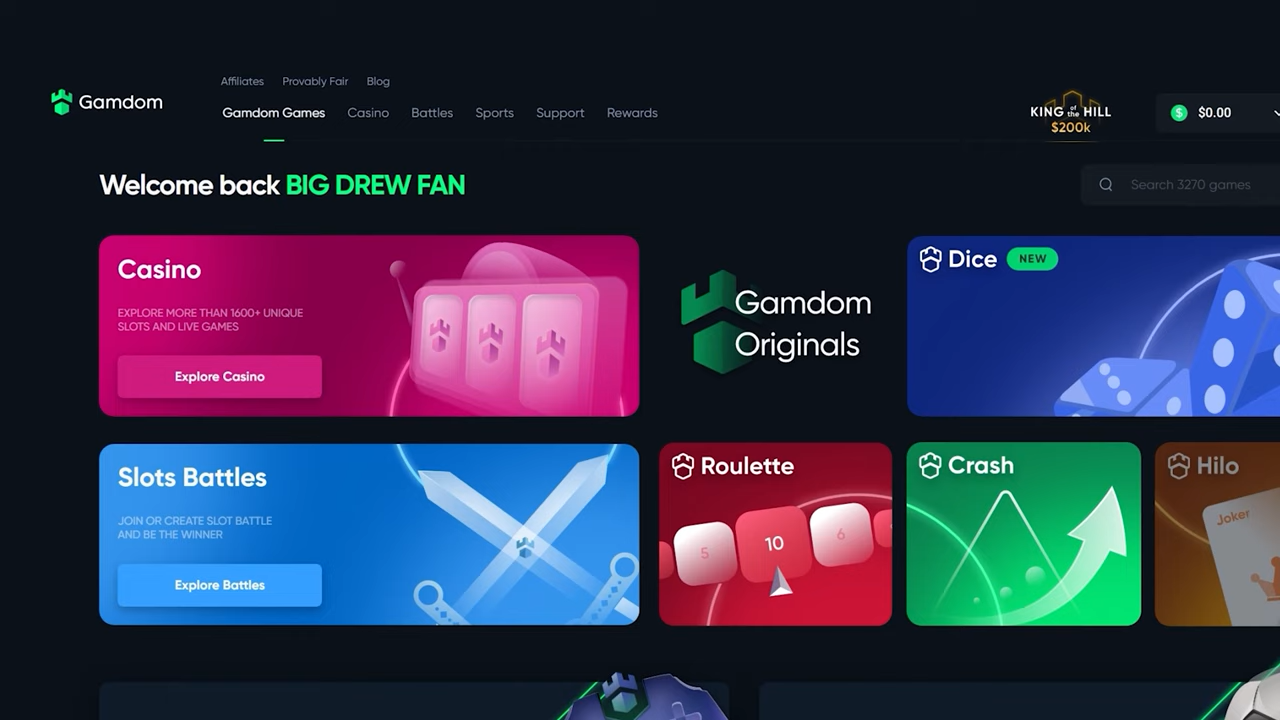 Affiliates Provably Fair Blog
Gamdom
Gamdom Games Casino Battles Sports Support Rewards
KING of the HILL
$200k
$ $0.00
Welcome back BIG DREW FAN
Search 3270 games
Casino
EXPLORE MORE THAN 1600+ UNIQUE
SLOTS AND LIVE GAMES
Explore Casino
Gamdom
Originals
Dice NEW
Slots Battles
JOIN OR CREATE SLOT BATTLE
AND BE THE WINNER
Explore Battles
Roulette
5 10 6
Crash
Hilo
Joker